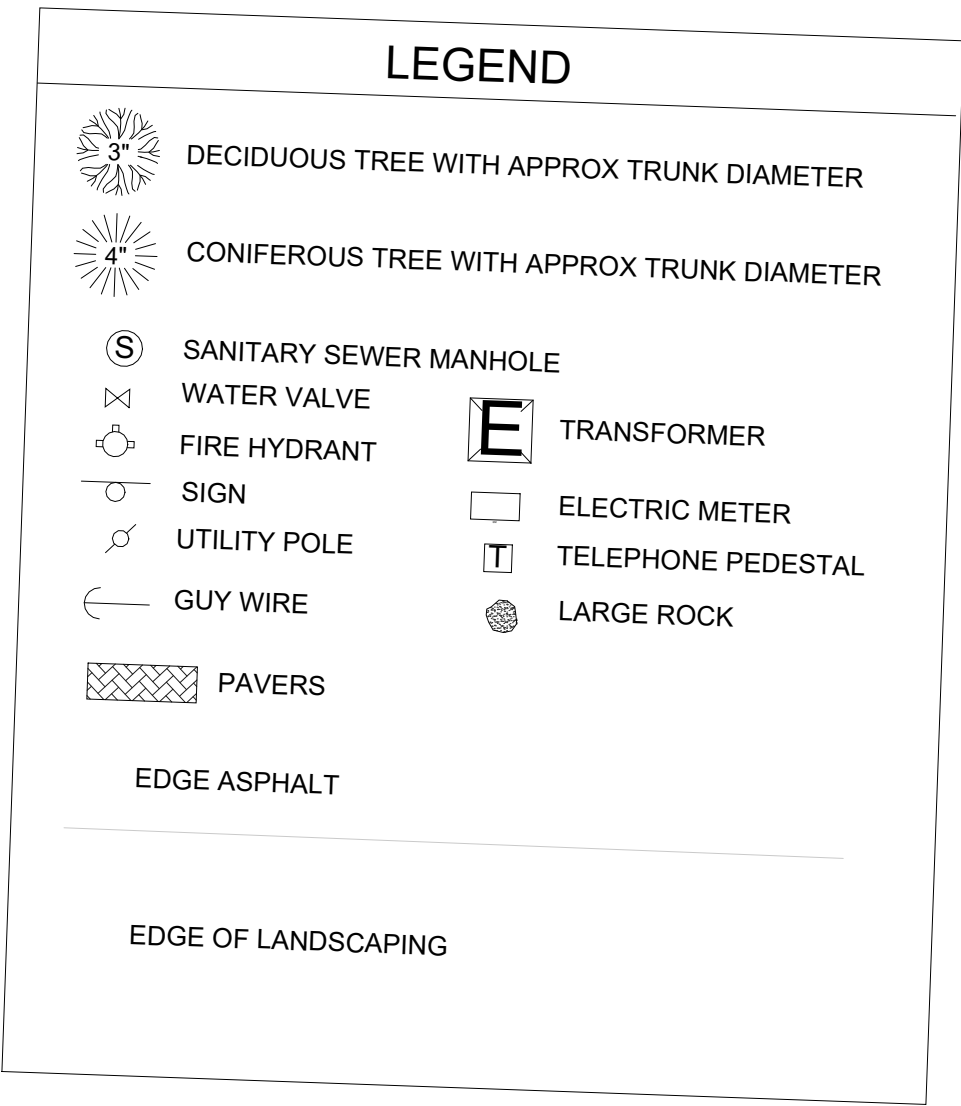 LEGEND
3" DECIDUOUS TREE WITH APPROX TRUNK DIAMETER
4" CONIFEROUS TREE WITH APPROX TRUNK DIAMETER
S SANITARY SEWER MANHOLE
WATER VALVE
E TRANSFORMER
FIRE HYDRANT
SIGN
ELECTRIC METER
UTILITY POLE
T TELEPHONE PEDESTAL
GUY WIRE
LARGE ROCK
PAVERS
EDGE ASPHALT
EDGE OF LANDSCAPING